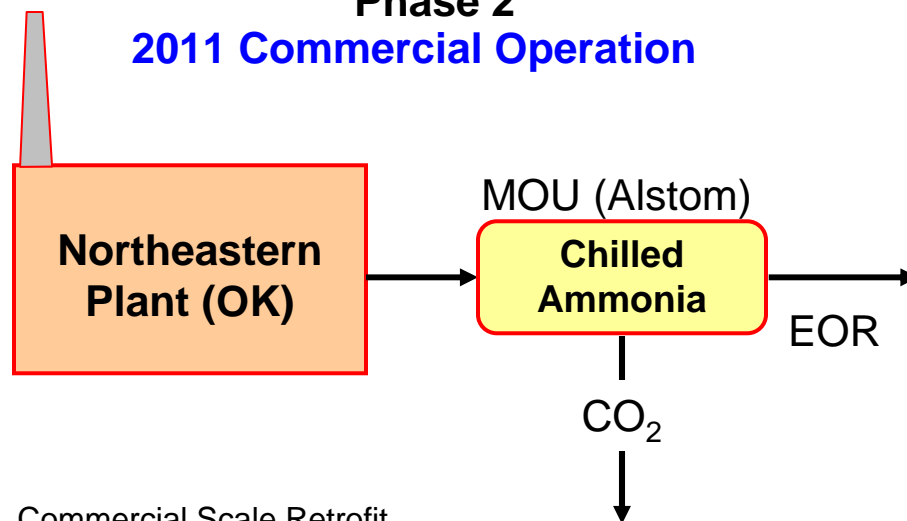 Phase 2
2011 Commercial Operation
MOU (Alstom)
Northeastern
Plant (OK)
Chilled
Ammonia
EOR
CO₂
Commercial Scale Retrofit